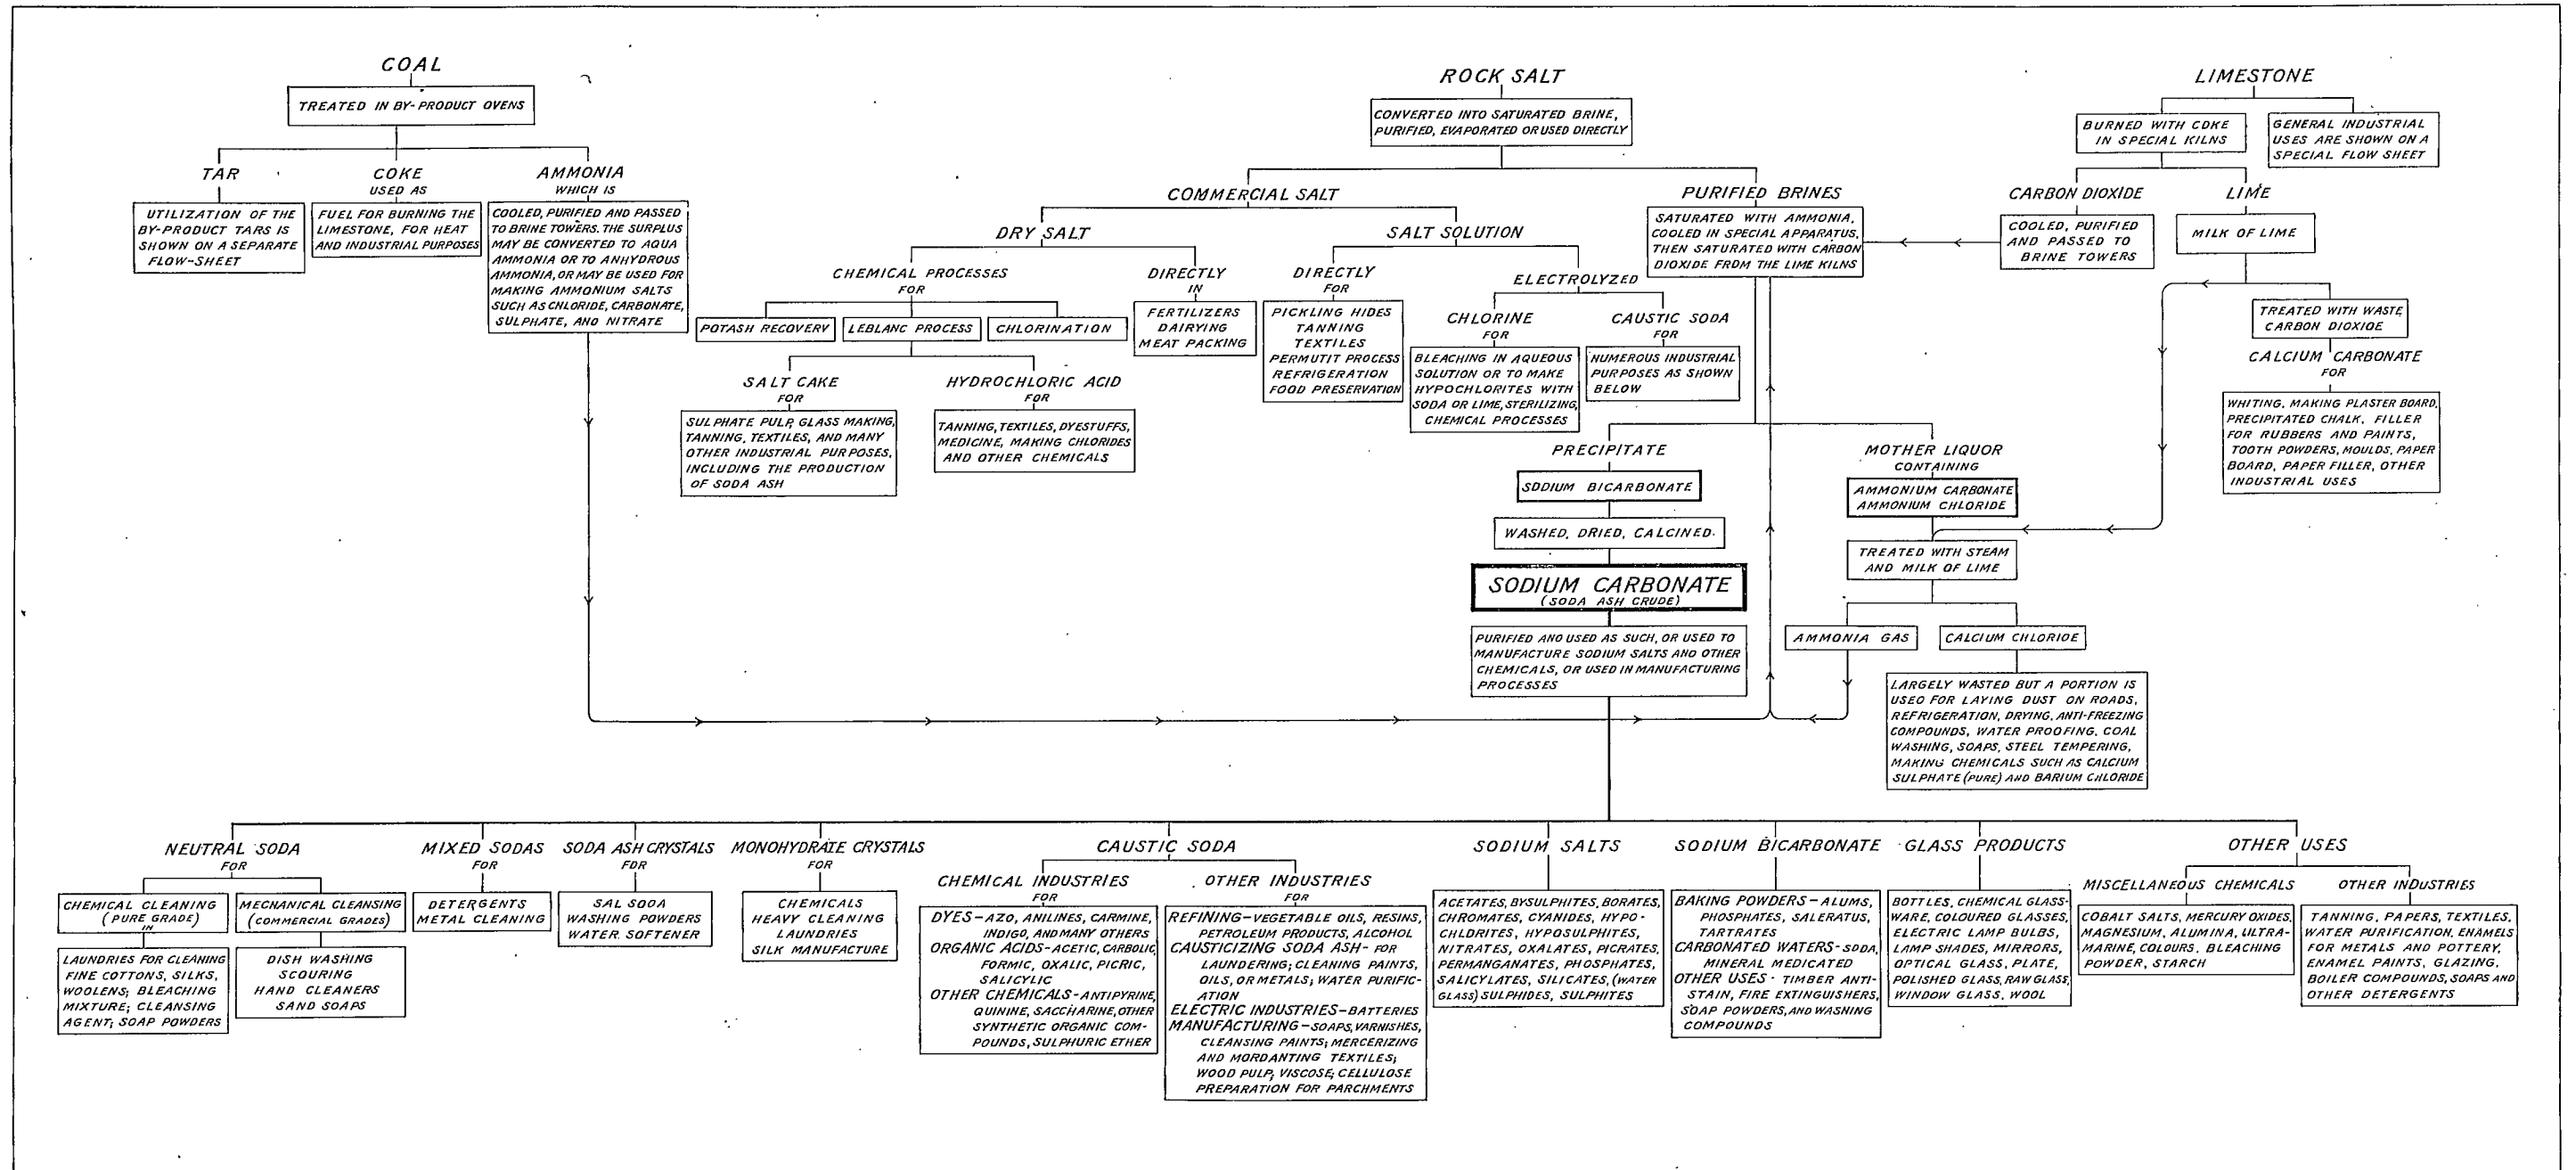 COAL
TREATED IN BY-PRODUCT OVENS
TAR
UTILIZATION OF THE
BY-PRODUCT TARS IS
SHOWN ON A SEPARATE
FLOW-SHEET
COKE
USED AS
FUEL FOR BURNING THE
LIMESTONE, FOR HEAT
AND INDUSTRIAL PURPOSES
AMMONIA
WHICH IS
COOLED, PURIFIED AND PASSED
TO BRINE TOWERS. THE SURPLUS
MAY BE CONVERTED TO AQUA
AMMONIA OR TO ANHYDROUS
AMMONIA, OR MAY BE USED FOR
MAKING AMMONIUM SALTS
SUCH AS CHLORIDE, CARBONATE,
SULPHATE, AND NITRATE
ROCK SALT
CONVERTED INTO SATURATED BRINE,
PURIFIED, EVAPORATED OR USED DIRECTLY
COMMERCIAL SALT
DRY SALT
CHEMICAL PROCESSES
FOR
POTASH RECOVERY
LEBLANC PROCESS
CHLORINATION
SALT CAKE
FOR
SULPHATE PULP, GLASS MAKING,
TANNING, TEXTILES, AND MANY
OTHER INDUSTRIAL PURPOSES,
INCLUDING THE PRODUCTION
OF SODA ASH
HYDROCHLORIC ACID
FOR
TANNING, TEXTILES, DYESTUFFS,
MEDICINE, MAKING CHLORIDES
AND OTHER CHEMICALS
DIRECTLY
IN
FERTILIZERS
DAIRYING
MEAT PACKING
SALT SOLUTION
DIRECTLY
FOR
PICKLING HIDES
TANNING
TEXTILES
PERMUTIT PROCESS
REFRIGERATION
FOOD PRESERVATION
ELECTROLYZED
CHLORINE
FOR
BLEACHING IN AQUEOUS
SOLUTION OR TO MAKE
HYPOCHLORITES WITH
SODA OR LIME, STERILIZING,
CHEMICAL PROCESSES
CAUSTIC SODA
FOR
NUMEROUS INDUSTRIAL
PURPOSES AS SHOWN
BELOW
PURIFIED BRINES
SATURATED WITH AMMONIA,
COOLED IN SPECIAL APPARATUS,
THEN SATURATED WITH CARBON
DIOXIDE FROM THE LIME KILNS
LIMESTONE
BURNED WITH COKE
IN SPECIAL KILNS
GENERAL INDUSTRIAL
USES ARE SHOWN ON A
SPECIAL FLOW SHEET
CARBON DIOXIDE
COOLED, PURIFIED
AND PASSED TO
BRINE TOWERS
LIME
MILK OF LIME
TREATED WITH WASTE
CARBON DIOXIDE
CALCIUM CARBONATE
FOR
WHITING, MAKING PLASTER BOARD,
PRECIPITATED CHALK, FILLER
FOR RUBBERS AND PAINTS,
TOOTH POWDERS, MOULDS, PAPER
BOARD, PAPER FILLER, OTHER
INDUSTRIAL USES
PRECIPITATE
SODIUM BICARBONATE
WASHED, DRIED, CALCINED.
SODIUM CARBONATE
(SODA ASH CRUDE)
PURIFIED AND USED AS SUCH, OR USED TO
MANUFACTURE SODIUM SALTS AND OTHER
CHEMICALS, OR USED IN MANUFACTURING
PROCESSES
MOTHER LIQUOR
CONTAINING
AMMONIUM CARBONATE
AMMONIUM CHLORIDE
TREATED WITH STEAM
AND MILK OF LIME
AMMONIA GAS
CALCIUM CHLORIDE
LARGELY WASTED BUT A PORTION IS
USED FOR LAYING DUST ON ROADS,
REFRIGERATION, DRYING, ANTI-FREEZING
COMPOUNDS, WATER PROOFING, COAL
WASHING, SOAPS, STEEL TEMPERING,
MAKING CHEMICALS SUCH AS CALCIUM
SULPHATE (PURE) AND BARIUM CHLORIDE
NEUTRAL SODA
FOR
CHEMICAL CLEANING
(PURE GRADE)
IN
LAUNDRIES FOR CLEANING
FINE COTTONS, SILKS,
WOOLENS; BLEACHING
MIXTURE; CLEANSING
AGENT; SOAP POWDERS
MECHANICAL CLEANSING
(COMMERCIAL GRADES)
DISH WASHING
SCOURING
HAND CLEANERS
SAND SOAPS
MIXED SODAS
FOR
DETERGENTS
METAL CLEANING
SODA ASH CRYSTALS
FOR
SAL SODA
WASHING POWDERS
WATER SOFTENER
MONOHYDRATE CRYSTALS
FOR
CHEMICALS
HEAVY CLEANING
LAUNDRIES
SILK MANUFACTURE
CAUSTIC SODA
CHEMICAL INDUSTRIES
FOR
DYES-AZO, ANILINES, CARMINE,
INDIGO, AND MANY OTHERS
ORGANIC ACIDS-ACETIC, CARBOLIC,
FORMIC, OXALIC, PICRIC,
SALICYLIC
OTHER CHEMICALS-ANTIPYRINE,
QUININE, SACCHARINE, OTHER
SYNTHETIC ORGANIC COM-
POUNDS, SULPHURIC ETHER
OTHER INDUSTRIES
FOR
REFINING-VEGETABLE OILS, RESINS,
PETROLEUM PRODUCTS, ALCOHOL
CAUSTICIZING SODA ASH-FOR
LAUNDERING; CLEANING PAINTS,
OILS, OR METALS; WATER PURIFIC-
ATION
ELECTRIC INDUSTRIES-BATTERIES
MANUFACTURING-SOAPS, VARNISHES,
CLEANSING PAINTS; MERCERIZING
AND MORDANTING TEXTILES;
WOOD PULP; VISCOSE; CELLULOSE
PREPARATION FOR PARCHMENTS
SODIUM SALTS
ACETATES, BYSULPHITES, BORATES,
CHROMATES, CYANIDES, HYPO-
CHLORITES, HYPOSULPHITES,
NITRATES, OXALATES, PICRATES,
PERMANGANATES, PHOSPHATES,
SALICYLATES, SILICATES, (WATER
GLASS) SULPHIDES, SULPHITES
SODIUM BICARBONATE
BAKING POWDERS-ALUMS,
PHOSPHATES, SALERATUS,
TARTRATES
CARBONATED WATERS-SODA,
MINERAL MEDICATED
OTHER USES - TIMBER ANTI-
STAIN, FIRE EXTINGUISHERS,
SOAP POWDERS, AND WASHING
COMPOUNDS
GLASS PRODUCTS
BOTTLES, CHEMICAL GLASS-
WARE, COLOURED GLASSES,
ELECTRIC LAMP BULBS,
LAMP SHADES, MIRRORS,
OPTICAL GLASS, PLATE,
POLISHED GLASS, RAW GLASS,
WINDOW GLASS, WOOL
OTHER USES
MISCELLANEOUS CHEMICALS
COBALT SALTS, MERCURY OXIDES,
MAGNESIUM, ALUMINA, ULTRA-
MARINE, COLOURS, BLEACHING
POWDER, STARCH
OTHER INDUSTRIES
TANNING, PAPERS, TEXTILES,
WATER PURIFICATION, ENAMELS
FOR METALS AND POTTERY,
ENAMEL PAINTS, GLAZING,
BOILER COMPOUNDS, SOAPS AND
OTHER DETERGENTS